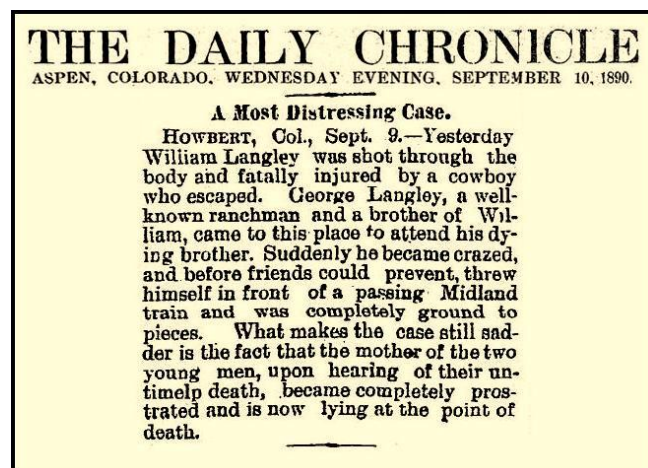 THE DAILY CHRONICLE
ASPEN, COLORADO, WEDNESDAY EVENING, SEPTEMBER 10, 1890.
A Most Distressing Case.
HOWBERT, Col., Sept. 9.—Yesterday
William Langley was shot through the
body and fatally injured by a cowboy
who escaped. George Langley, a well-
known ranchman and a brother of Wil-
liam, came to this place to attend his dy-
ing brother. Suddenly he became crazed,
and before friends could prevent, threw
himself in front of a passing Midland
train and was completely ground to
pieces. What makes the case still sad-
der is the fact that the mother of the two
young men, upon hearing of their un-
timelp death, became completely pros-
trated and is now lying at the point of
death.